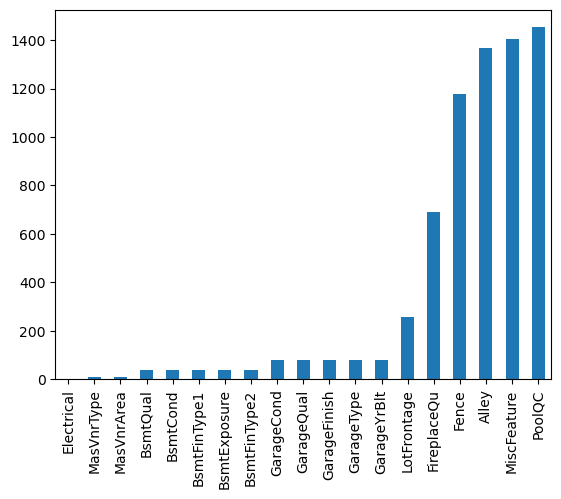 1400
1200
1000
800
600
400
200
0
Electrical
MasVnrType
MasVnrArea
BsmtQual
BsmtCond
BsmtFinType1
BsmtExposure
BsmtFinType2
GarageCond
GarageQual
GarageFinish
GarageType
GarageYrBlt
LotFrontage
FireplaceQu
Fence
Alley
MiscFeature
PoolQC